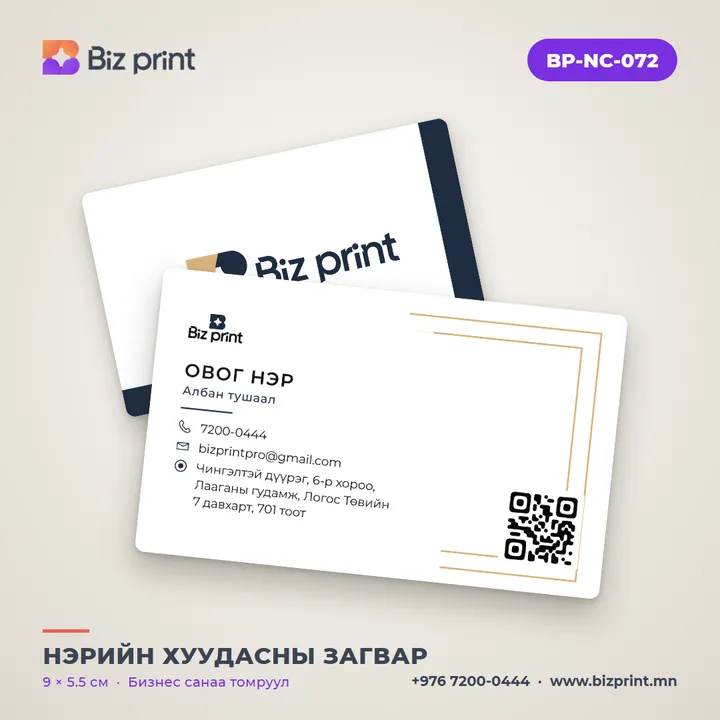 Biz print
BP-NC-072
Biz print
Biz print
ОВОГ НЭР
Албан тушаал
7200-0444
bizprintpro@gmail.com
Чингэлтэй дүүрэг, 6-р хороо,
Лааганы гудамж, Логос Төвийн
7 давхарт, 701 тоот
НЭРИЙН ХУУДАСНЫ ЗАГВАР
9 × 5.5 см · Бизнес санаа томруул
+976 7200-0444 · www.bizprint.mn